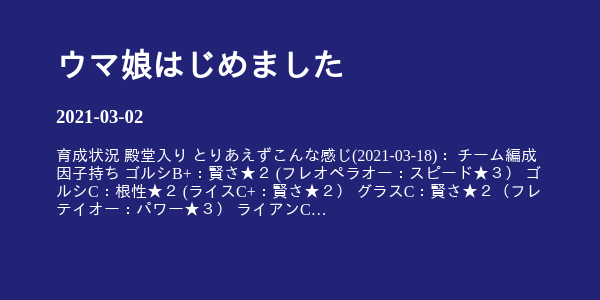 ウマ娘はじめました
2021-03-02
育成状況 殿堂入り とりあえずこんな感じ(2021-03-18)： チーム編成
因子持ち ゴルシB+：賢さ★２ (フレオペラオー：スピード★３） ゴ
ルシC：根性★２ (ライスC+：賢さ★２） グラスC：賢さ★２（フレ
テイオー：パワー★３） ライアンC…